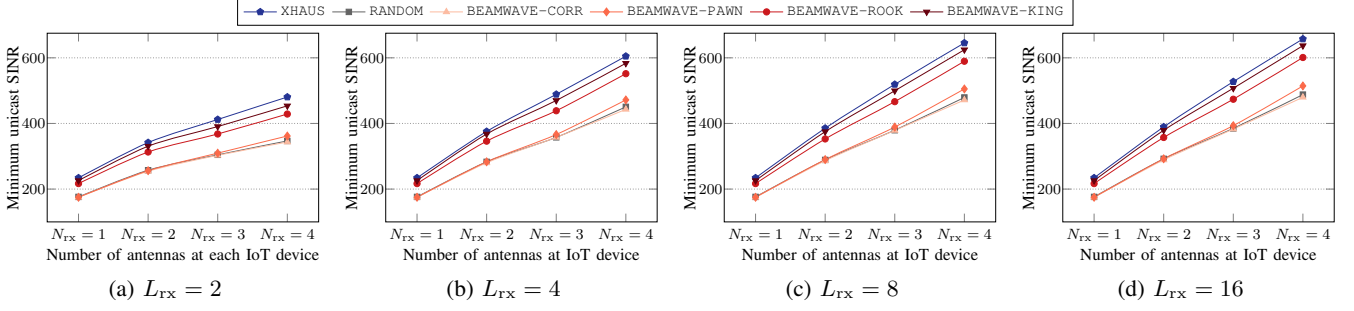 XHAUS RANDOM BEAMWAVE-CORR BEAMWAVE-PAWN BEAMWAVE-ROOK BEAMWAVE-KING
Minimum unicast SINR
600
400
200
N_rx = 1 N_rx = 2 N_rx = 3 N_rx = 4
Number of antennas at each IoT device
(a) L_rx = 2
Minimum unicast SINR
600
400
200
N_rx = 1 N_rx = 2 N_rx = 3 N_rx = 4
Number of antennas at IoT device
(b) L_rx = 4
Minimum unicast SINR
600
400
200
N_rx = 1 N_rx = 2 N_rx = 3 N_rx = 4
Number of antennas at IoT device
(c) L_rx = 8
Minimum unicast SINR
600
400
200
N_rx = 1 N_rx = 2 N_rx = 3 N_rx = 4
Number of antennas at IoT device
(d) L_rx = 16